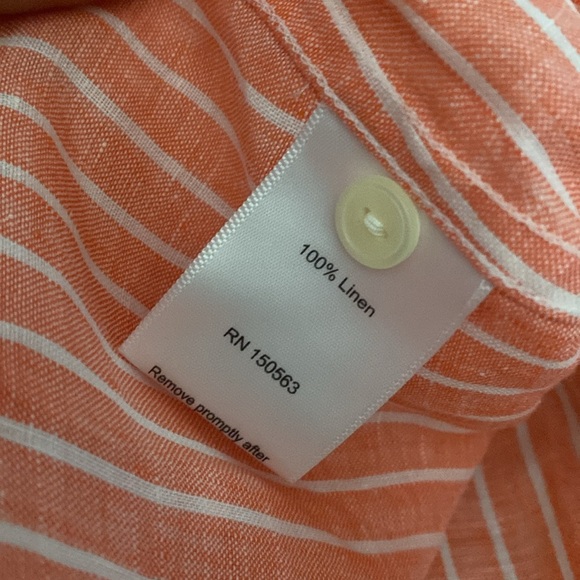 100% Linen
RN 150563
Remove promptly after